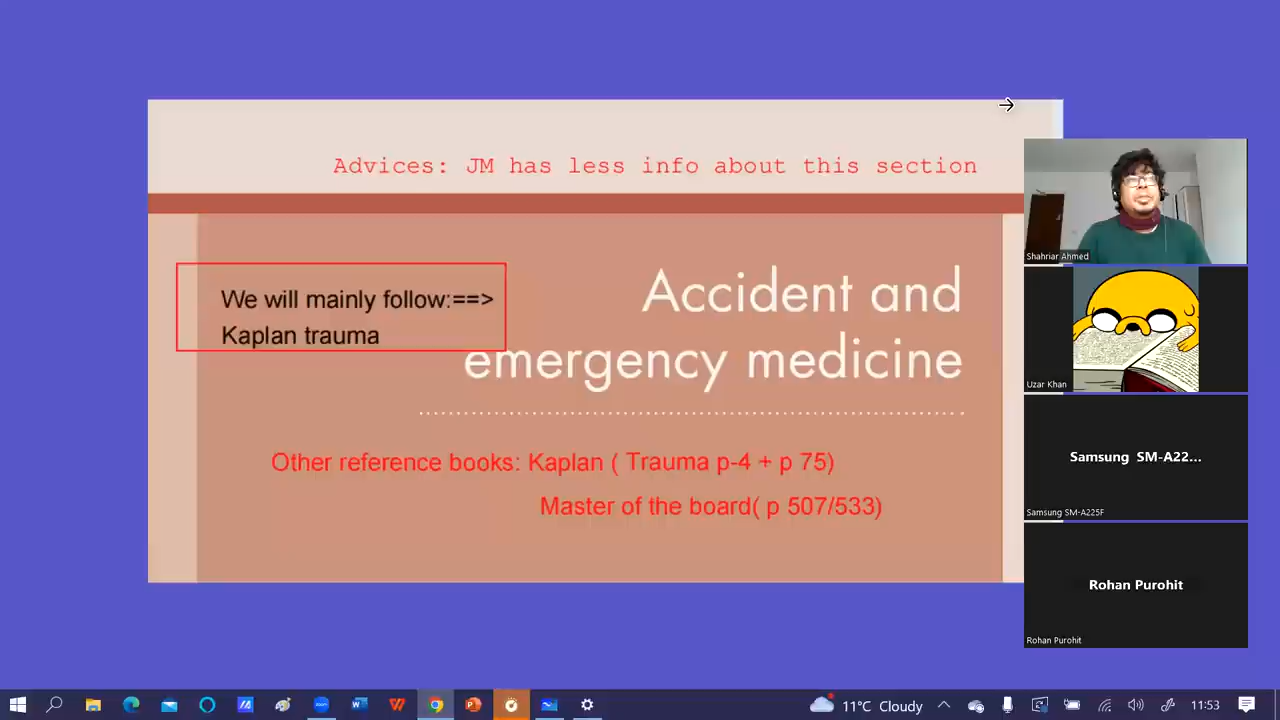 Advices: JM has less info about this section
We will mainly follow:==>
Kaplan trauma
Accident and
emergency medicine
Other reference books: Kaplan ( Trauma p-4 + p 75)
Master of the board( p 507/533)
Shahriar Ahmed
Uzar Khan
Samsung SM-A22...
Samsung SM-A225F
Rohan Purohit
Rohan Purohit
11°C Cloudy
11:53